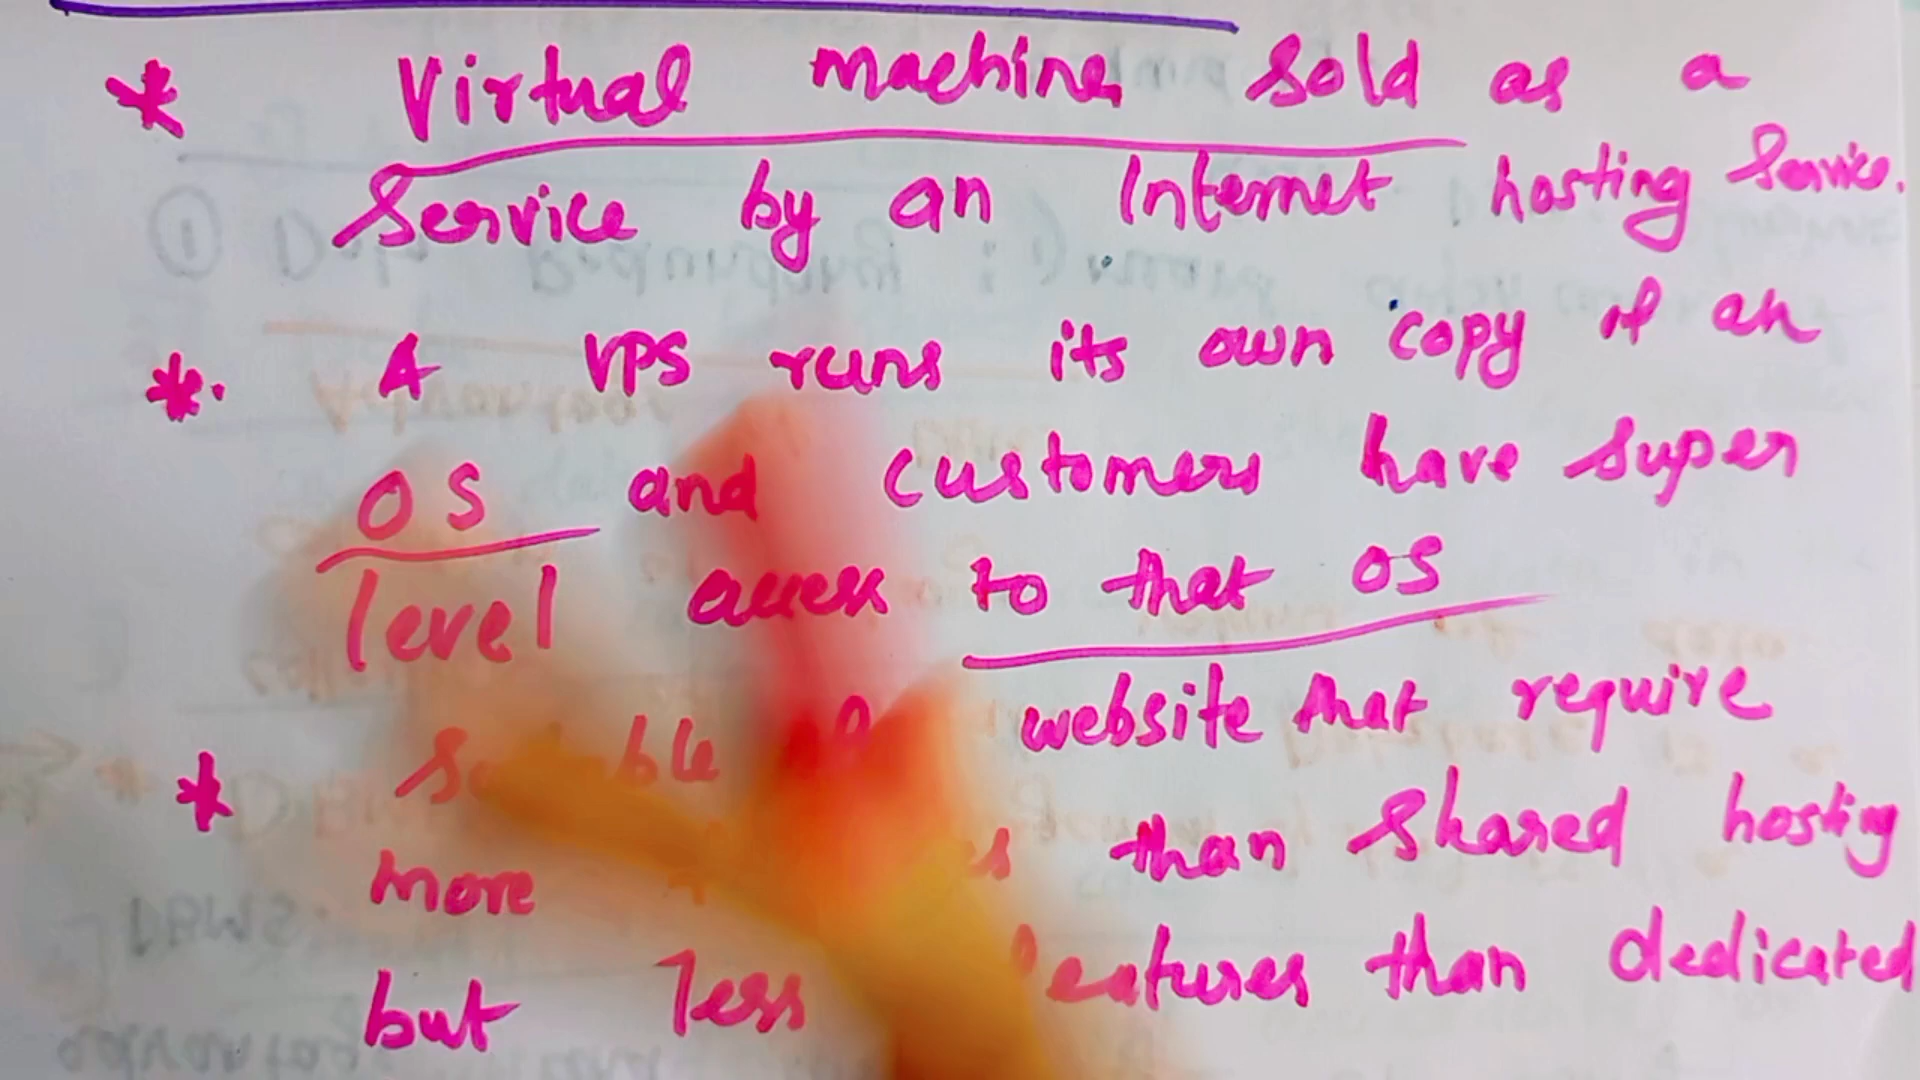 * Virtual machine sold as a
Service by an Internet hosting Service.
* A VPS runs its own copy of an
OS and customers have super
level access to that OS
* website that require
more than shared hosting
but less features than dedicated